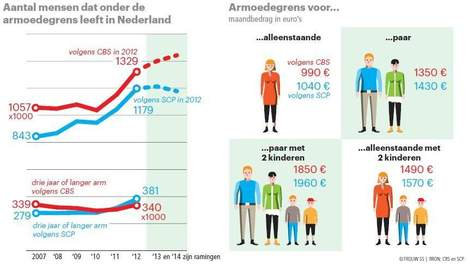 Aantal mensen dat onder de
armoedegrens leeft in Nederland
volgens CBS in 2012
1329
1057
x1000
volgens SCP in 2012
1179
843
drie jaar of langer arm
volgens CBS
339
279
381
340
x1000
drie jaar of langer arm
volgens SCP
2007 '08 '09 '10 '11 '12 '13 en '14 zijn ramingen
Armoedegrens voor...
maandbedrag in euro's
...alleenstaande
volgens CBS
990 €
1040 €
volgens SCP
...paar
1350 €
1430 €
...paar met
2 kinderen
1850 €
1960 €
...alleenstaande met
2 kinderen
1490 €
1570 €
©TROUW SS | BRON: CBS en SCP